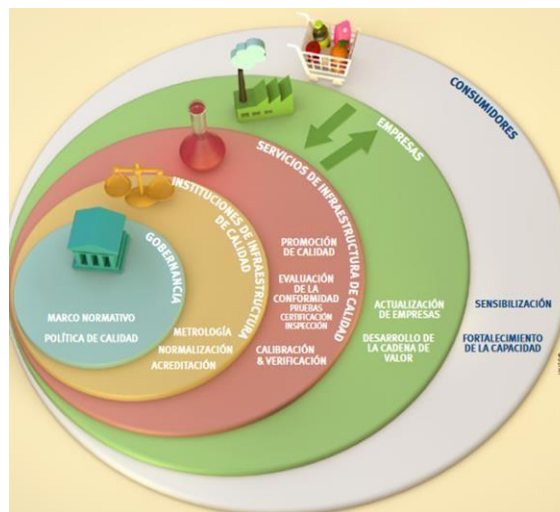 CONSUMIDORES
EMPRESAS
SERVICIOS DE INFRAESTRUCTURA DE CALIDAD
INSTITUCIONES DE INFRAESTRUCTURA
DE CALIDAD
GOBERNANCIA
MARCO NORMATIVO
POLÍTICA DE CALIDAD
METROLOGÍA
NORMALIZACIÓN
ACREDITACIÓN
PROMOCIÓN
DE CALIDAD
EVALUACIÓN
DE LA
CONFORMIDAD
PRUEBAS
CERTIFICACIÓN
INSPECCIÓN
CALIBRACIÓN
& VERIFICACIÓN
ACTUALIZACIÓN
DE EMPRESAS
DESARROLLO DE
LA CADENA DE
VALOR
SENSIBILIZACIÓN
FORTALECIMIENTO
DE LA CAPACIDAD